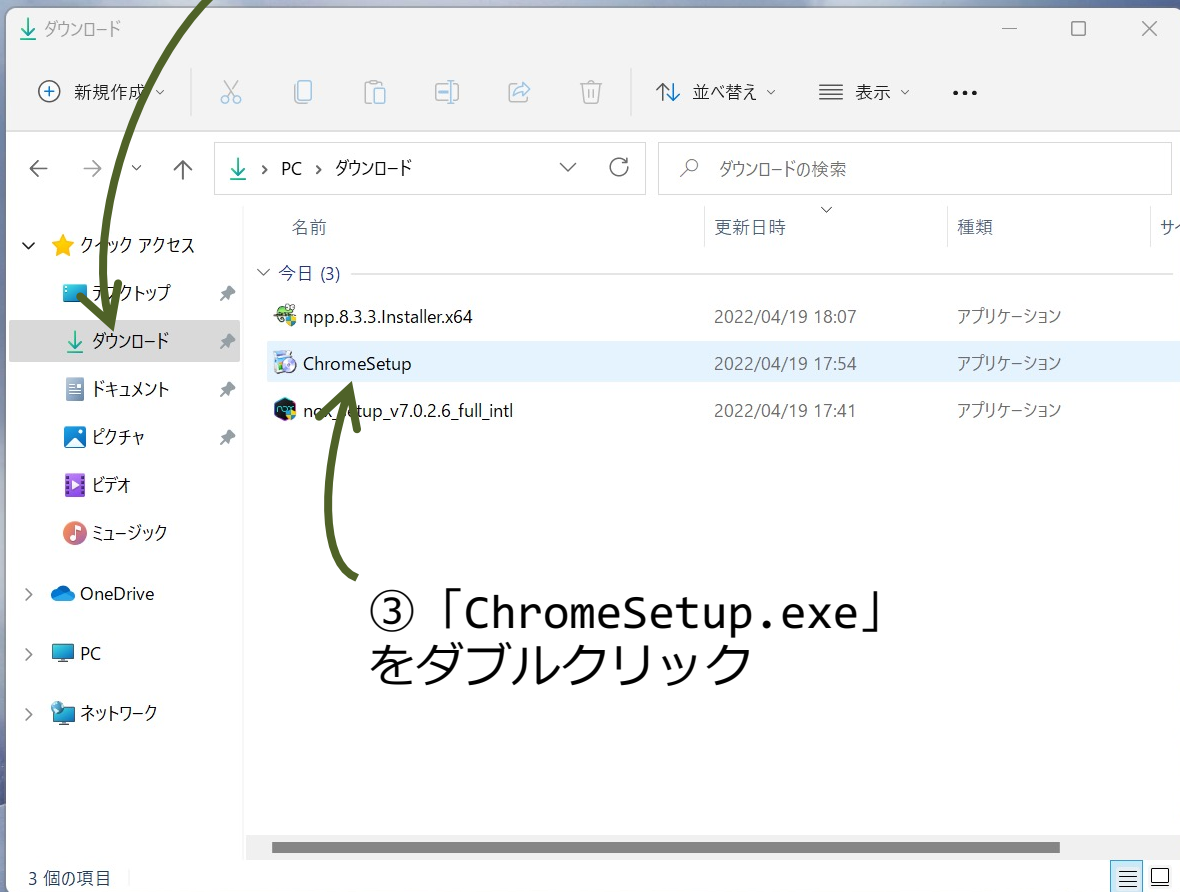 ダウンロード
新規作成
並べ替え
表示
PC
ダウンロード
ダウンロードの検索
名前
更新日時
種類
サイ
クイック アクセス
今日 (3)
デスクトップ
npp.8.3.3.Installer.x64
2022/04/19 18:07
アプリケーション
ダウンロード
ChromeSetup
2022/04/19 17:54
アプリケーション
ドキュメント
nox_setup_v7.0.2.6_full_intl
2022/04/19 17:41
アプリケーション
ピクチャ
ビデオ
ミュージック
OneDrive
③「ChromeSetup.exe」
をダブルクリック
PC
ネットワーク
3 個の項目